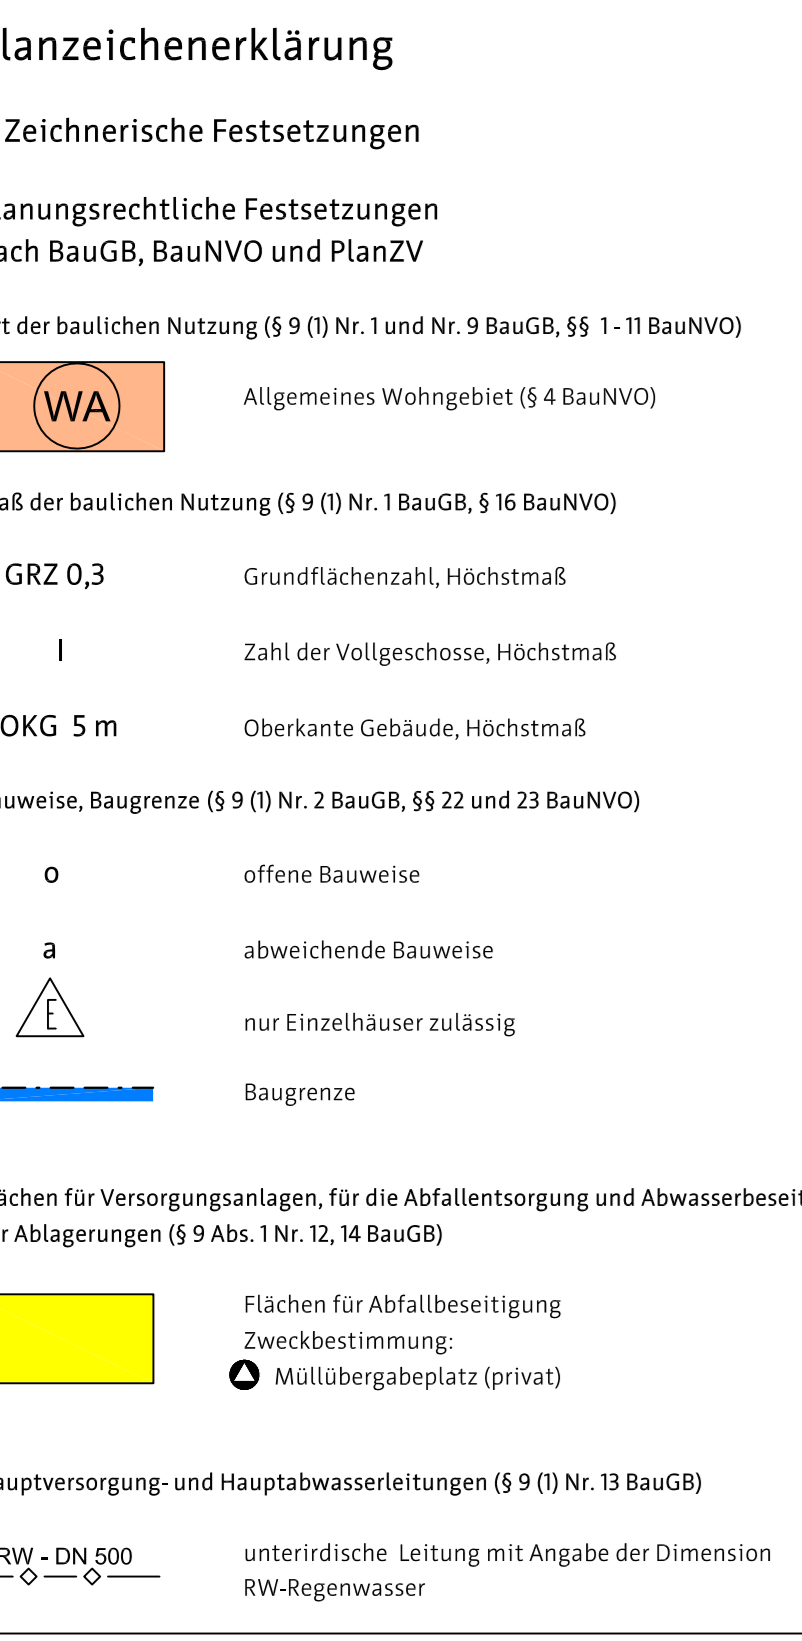 lanzeichenerklärung
Zeichnerische Festsetzungen
lanungsrechtliche Festsetzungen
ach BauGB, BauNVO und PlanZV
rt der baulichen Nutzung (§ 9 (1) Nr. 1 und Nr. 9 BauGB, §§ 1 - 11 BauNVO)
WA Allgemeines Wohngebiet (§ 4 BauNVO)
aß der baulichen Nutzung (§ 9 (1) Nr. 1 BauGB, § 16 BauNVO)
GRZ 0,3 Grundflächenzahl, Höchstmaß
I Zahl der Vollgeschosse, Höchstmaß
OKG 5 m Oberkante Gebäude, Höchstmaß
auweise, Baugrenze (§ 9 (1) Nr. 2 BauGB, §§ 22 und 23 BauNVO)
o offene Bauweise
a abweichende Bauweise
E nur Einzelhäuser zulässig
Baugrenze
ächen für Versorgungsanlagen, für die Abfallentsorgung und Abwasserbeseit
r Ablagerungen (§ 9 Abs. 1 Nr. 12, 14 BauGB)
Flächen für Abfallbeseitigung
Zweckbestimmung:
Müllübergabeplatz (privat)
auptversorgung- und Hauptabwasserleitungen (§ 9 (1) Nr. 13 BauGB)
RW - DN 500 unterirdische Leitung mit Angabe der Dimension
RW-Regenwasser